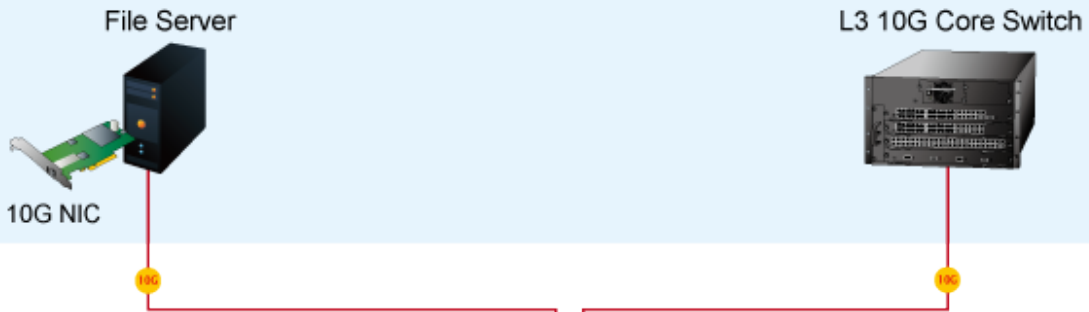 File Server
L3 10G Core Switch
10G NIC
10G
10G